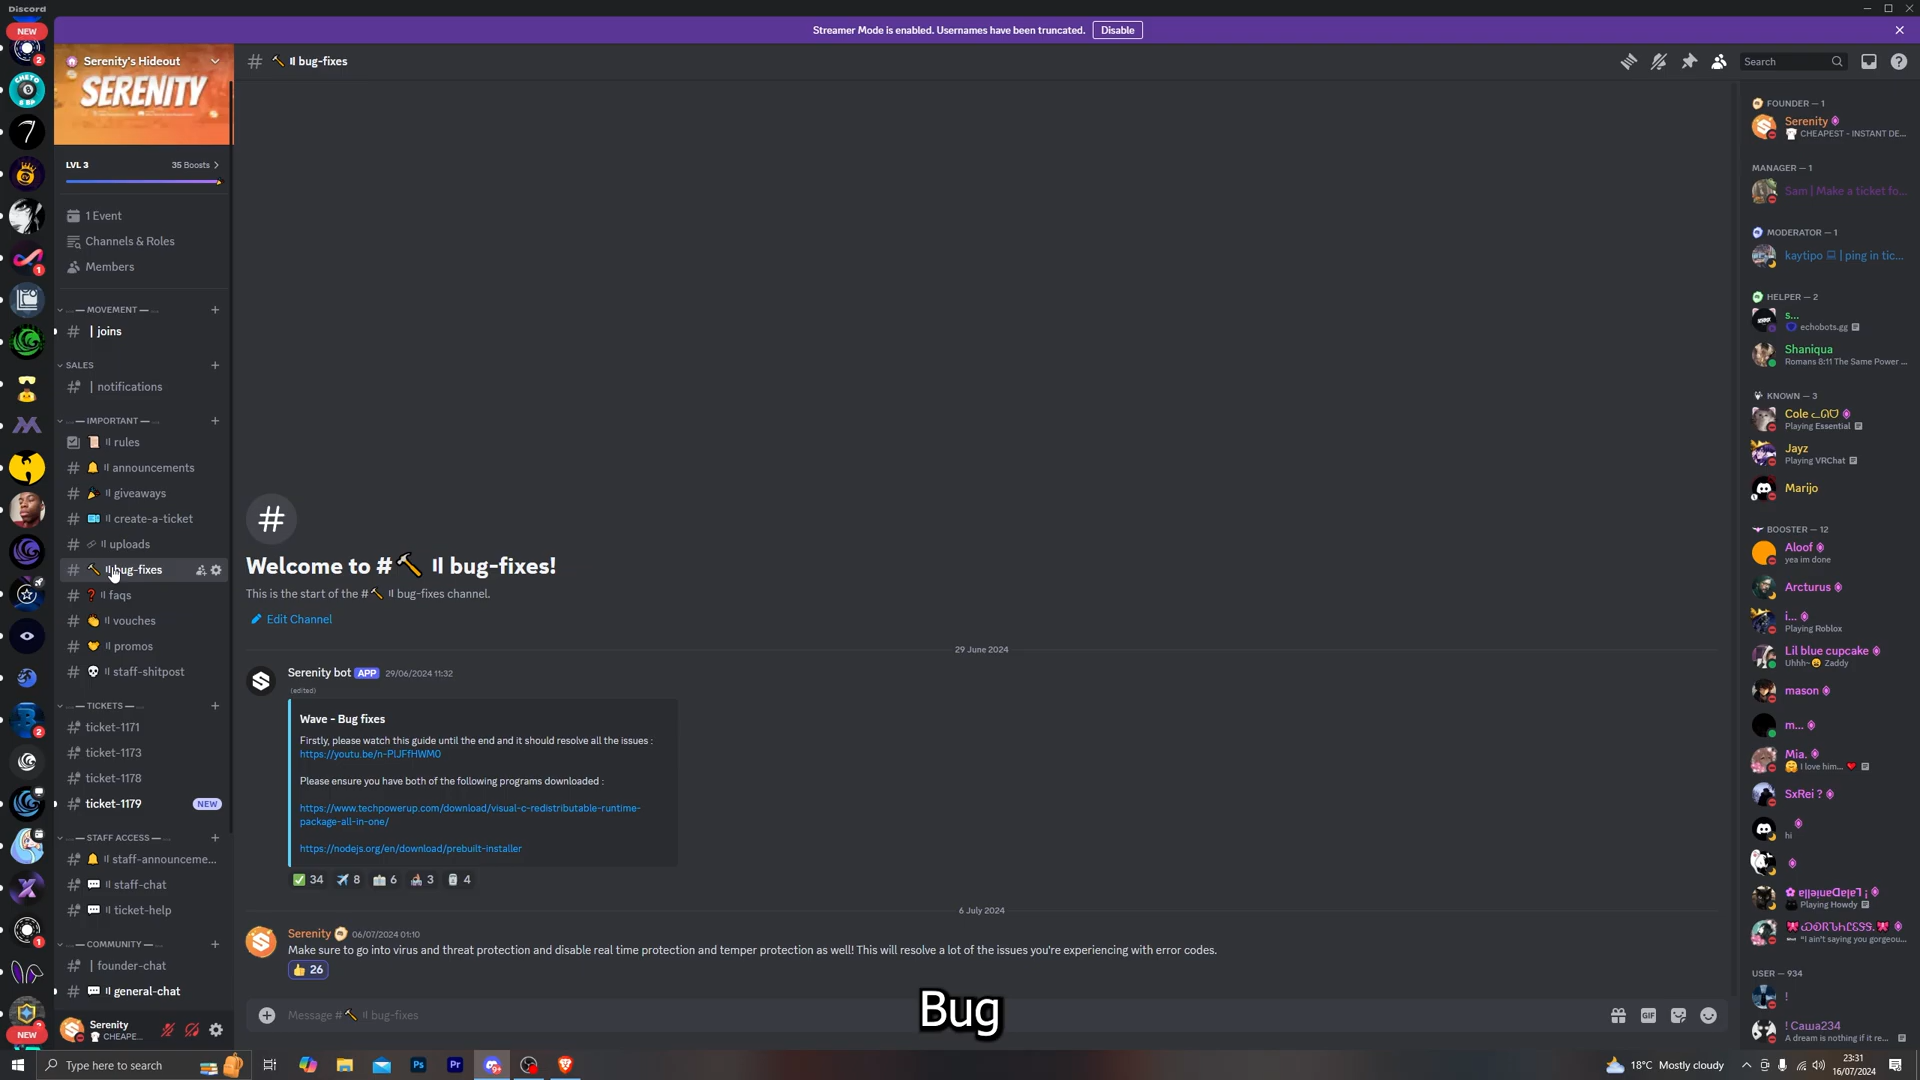 Discord
NEW
Streamer Mode is enabled. Usernames have been truncated. Disable
Serenity's Hideout
SERENITY
LVL 3 35 Boosts
1 Event
Channels & Roles
Members
— MOVEMENT —
| joins
SALES
| notifications
— IMPORTANT —
rules
announcements
giveaways
create-a-ticket
uploads
bug-fixes
faqs
vouches
promos
staff-shitpost
— TICKETS —
ticket-1171
ticket-1173
ticket-1178
ticket-1179 NEW
— STAFF ACCESS —
staff-announceme...
staff-chat
ticket-help
— COMMUNITY —
| founder-chat
general-chat
NEW
Serenity
CHEAPE...
# 🔨 bug-fixes
Search
#
Welcome to #🔨 bug-fixes!
This is the start of the #🔨 bug-fixes channel.
Edit Channel
29 June 2024
Serenity bot APP 29/06/2024 11:32
(edited)
Wave - Bug fixes
Firstly, please watch this guide until the end and it should resolve all the issues :
https://youtu.be/n-PlJFfHWM0
Please ensure you have both of the following programs downloaded :
https://www.techpowerup.com/download/visual-c-redistributable-runtime-
package-all-in-one/
https://nodejs.org/en/download/prebuilt-installer
34 8 6 3 4
6 July 2024
Serenity 06/07/2024 01:10
Make sure to go into virus and threat protection and disable real time protection and temper protection as well! This will resolve a lot of the issues you're experiencing with error codes.
26
Message #🔨 bug-fixes
GIF
Bug
FOUNDER — 1
Serenity
CHEAPEST - INSTANT DE...
MANAGER — 1
Sam | Make a ticket fo...
MODERATOR — 1
kaytipo | ping in tic...
HELPER — 2
s...
echobots.gg
Shaniqua
Romans 8:11 The Same Power ...
KNOWN — 3
Cole
Playing Essential
Jayz
Playing VRChat
Marijo
BOOSTER — 12
Aloof
yea im done
Arcturus
i...
Playing Roblox
Lil blue cupcake
Uhhh~ Zaddy
mason
m...
Mia.
I love him...
SxRei ?
hi
Playing Howdy
"I ain't saying you gorgeou...
USER — 934
!
! Саша234
A dream is nothing if it re...
Type here to search
18°C Mostly cloudy
23:31
16/07/2024